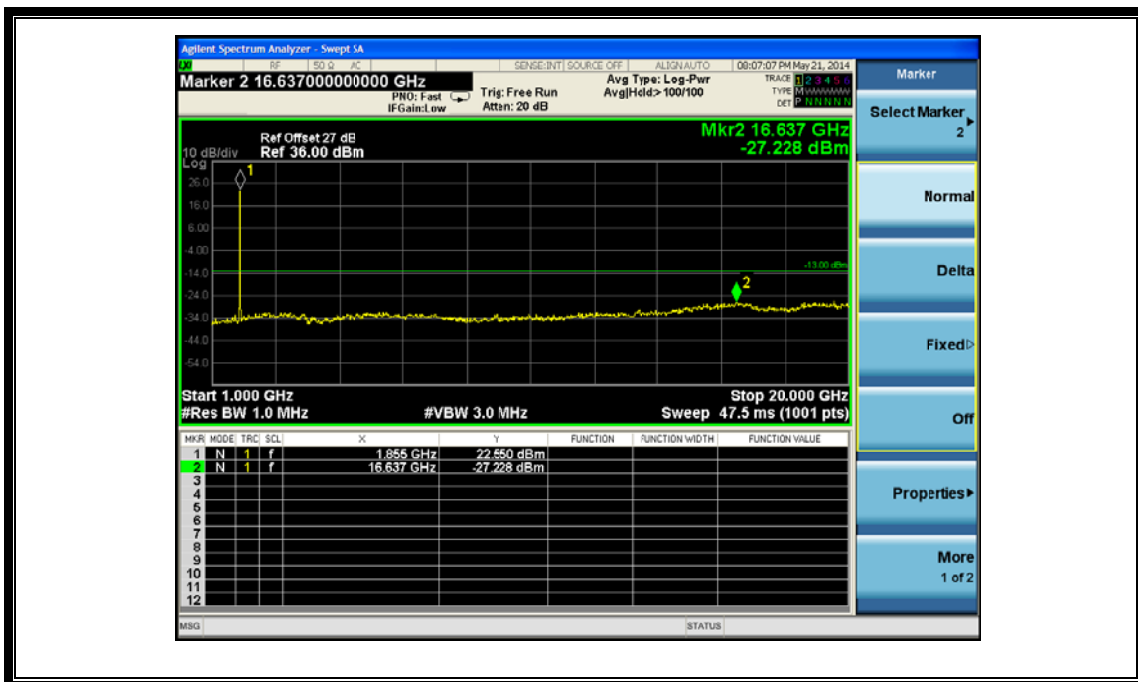 Agilent Spectrum Analyzer - Swept SA
RF 50 Ω AC SENSE:INT SOURCE OFF ALIGN AUTO 08:07:07 PM May 21, 2014
Marker 2 16.637000000000 GHz
PNO: Fast
IFGain:Low
Trig: Free Run
Atten: 20 dB
Avg Type: Log-Pwr
Avg|Hold:>100/100
TRACE 1 2 3 4 5 6
TYPE M WWWWW
DET P N N N N N
Ref Offset 27 dB
Ref 36.00 dBm
10 dB/div
Log
Mkr2 16.637 GHz
-27.228 dBm
1
26.0
16.0
6.00
-4.00
-13.00 dBm
-14.0
2
-24.0
-34.0
-44.0
-54.0
Start 1.000 GHz
Stop 20.000 GHz
#Res BW 1.0 MHz
#VBW 3.0 MHz
Sweep 47.5 ms (1001 pts)
MKR MODE TRC SCL X Y FUNCTION FUNCTION WIDTH FUNCTION VALUE
1 N 1 f 1.855 GHz 22.550 dBm
2 N 1 f 16.637 GHz -27.228 dBm
3
4
5
6
7
8
9
10
11
12
MSG
STATUS
Marker
Select Marker
2
Normal
Delta
Fixed
Off
Properties
More
1 of 2